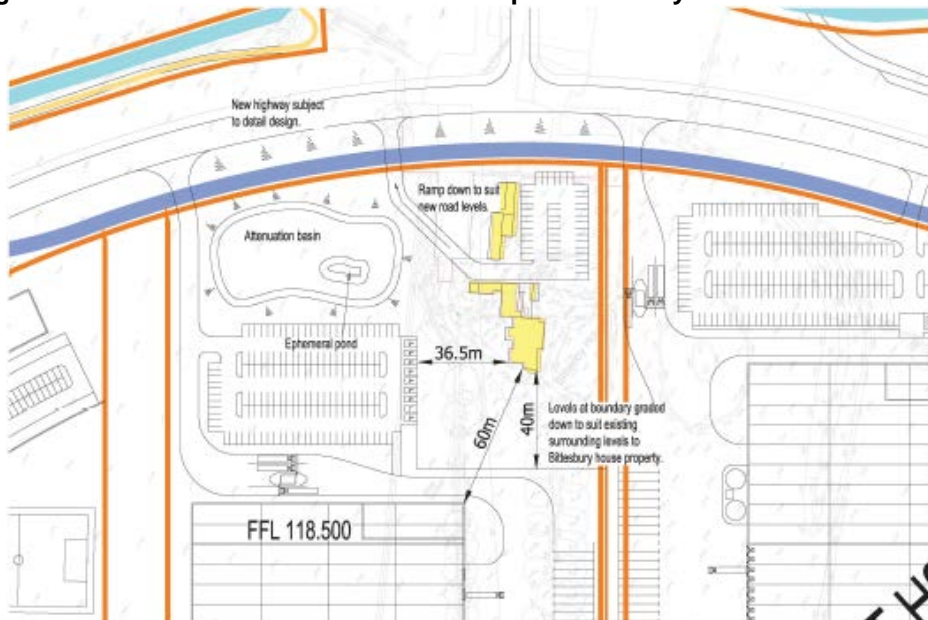 New highway subject
to detail design.
Ramp down to suit
new road levels.
Attenuation basin
Ephemeral pond
36.5m
60m
40m
Levels at boundary graded
down to suit existing
surrounding levels to
Bittesbury house property.
FFL 118.500